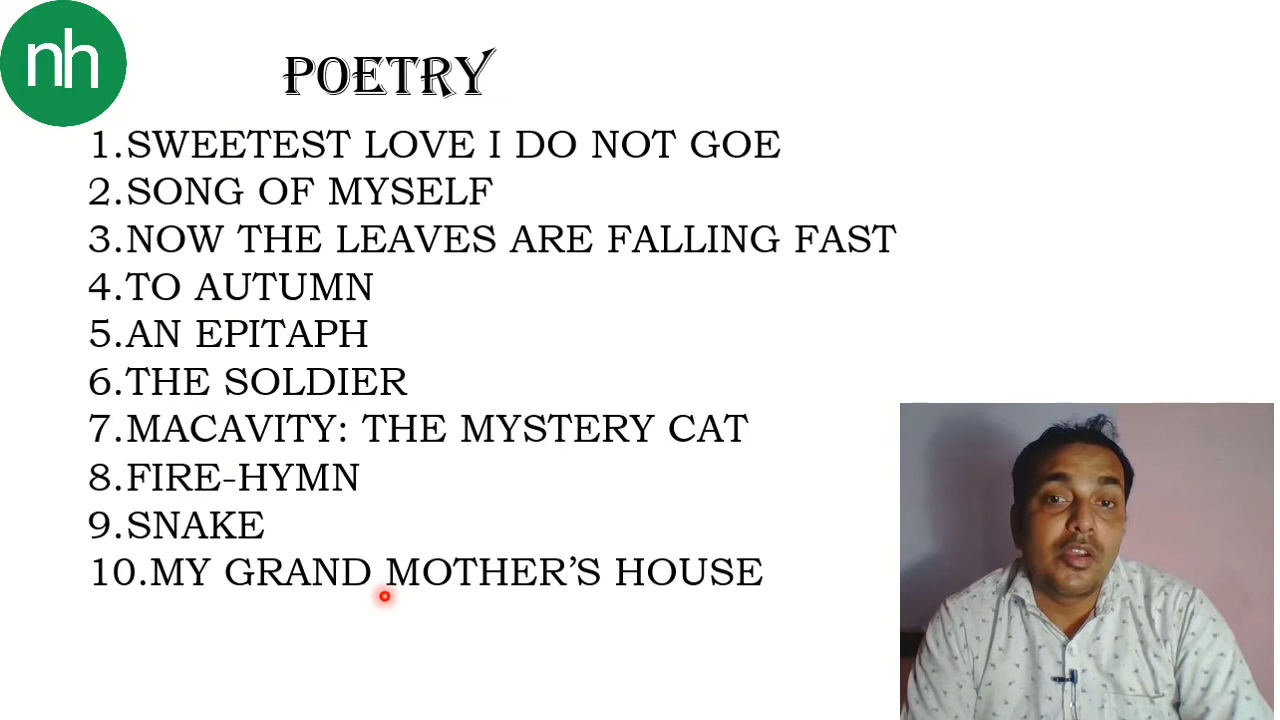 nh
POETRY
1.SWEETEST LOVE I DO NOT GOE
2.SONG OF MYSELF
3.NOW THE LEAVES ARE FALLING FAST
4.TO AUTUMN
5.AN EPITAPH
6.THE SOLDIER
7.MACAVITY: THE MYSTERY CAT
8.FIRE-HYMN
9.SNAKE
10.MY GRAND MOTHER’S HOUSE